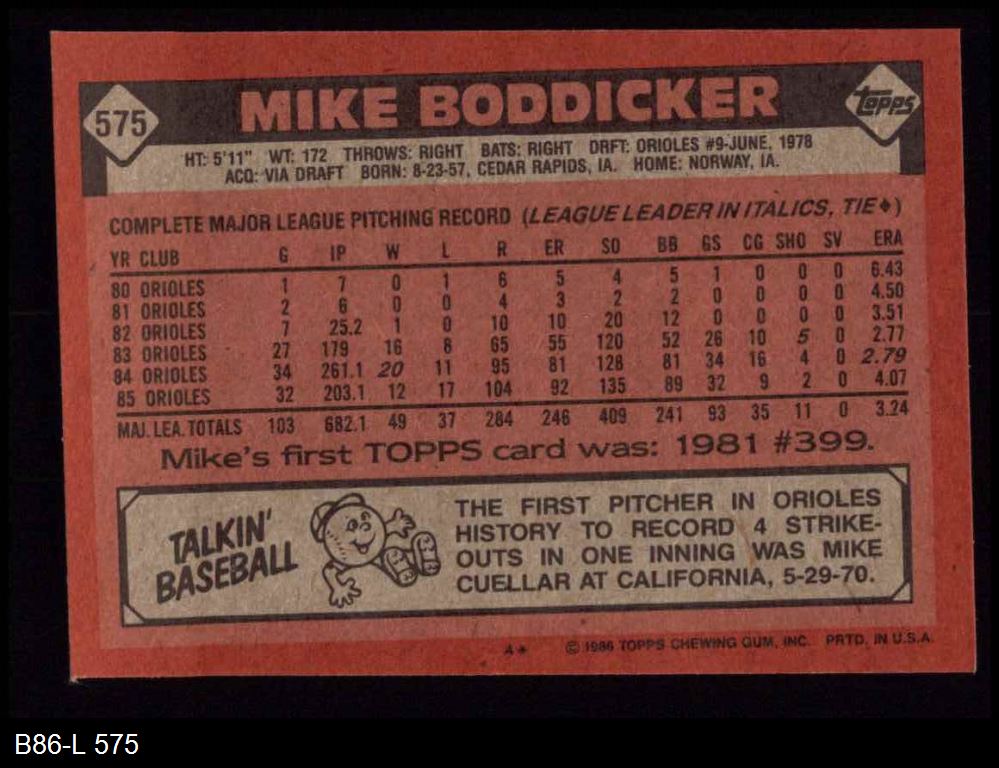 575
MIKE BODDICKER
topps
HT: 5'11" WT: 172 THROWS: RIGHT BATS: RIGHT DRFT: ORIOLES #9-JUNE, 1978
ACQ: VIA DRAFT BORN: 8-23-57, CEDAR RAPIDS, IA. HOME: NORWAY, IA.
COMPLETE MAJOR LEAGUE PITCHING RECORD (LEAGUE LEADER IN ITALICS, TIE♦)
YR CLUB G IP W L R ER SO BB GS CG SHO SV ERA
80 ORIOLES 1 7 0 1 6 5 4 5 1 0 0 0 6.43
81 ORIOLES 2 6 0 0 4 3 2 2 0 0 0 0 4.50
82 ORIOLES 7 25.2 1 0 10 10 20 12 0 0 0 0 3.51
83 ORIOLES 27 179 16 8 65 55 120 52 26 10 5 0 2.77
84 ORIOLES 34 261.1 20 11 95 81 128 81 34 16 4 0 2.79
85 ORIOLES 32 203.1 12 17 104 92 135 89 32 9 2 0 4.07
MAJ. LEA. TOTALS 103 682.1 49 37 284 246 409 241 93 35 11 0 3.24
Mike's first TOPPS card was: 1981 #399.
TALKIN'
BASEBALL
THE FIRST PITCHER IN ORIOLES
HISTORY TO RECORD 4 STRIKE-
OUTS IN ONE INNING WAS MIKE
CUELLAR AT CALIFORNIA, 5-29-70.
A* © 1986 TOPPS CHEWING GUM, INC. PRTD. IN U.S.A.
B86-L 575